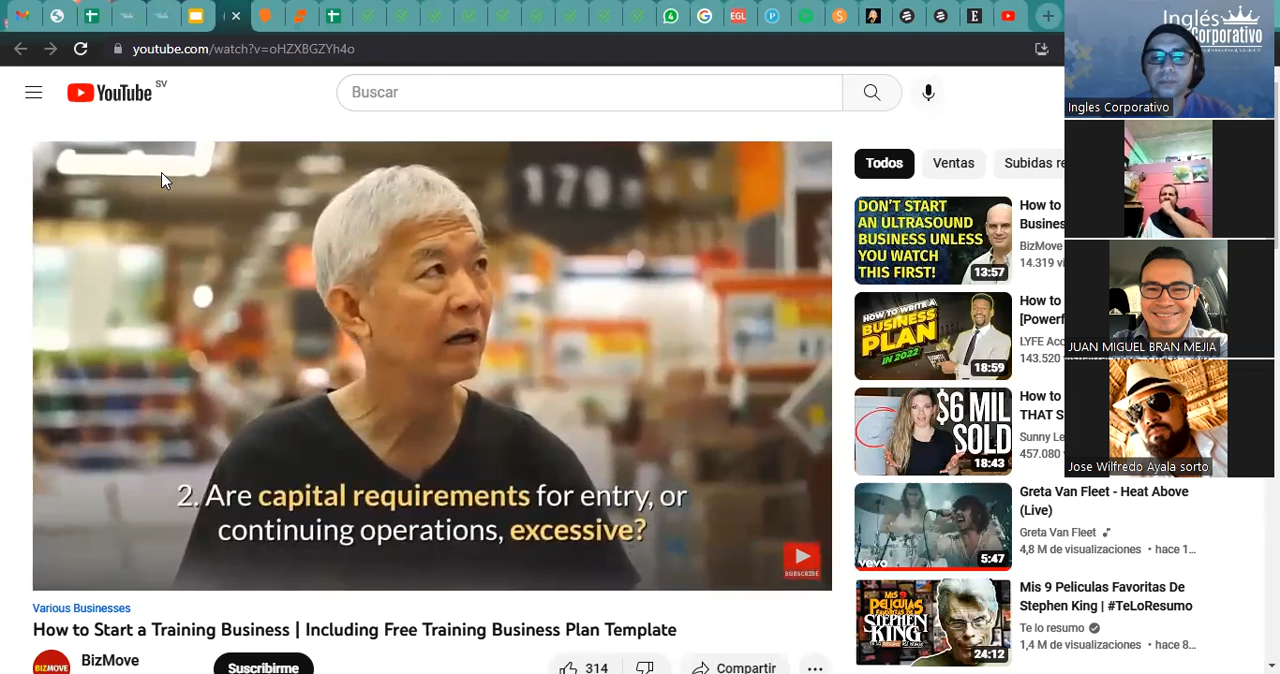 EGL
youtube.com/watch?v=oHZXBGZYh4o
YouTube SV
Buscar
Inglés
Corporativo
Ingles Corporativo
JUAN MIGUEL BRAN MEJIA
Jose Wilfredo Ayala sorto
179
2. Are capital requirements for entry, or
continuing operations, excessive?
SUBSCRIBE
Various Businesses
How to Start a Training Business | Including Free Training Business Plan Template
BIZMOVE
BizMove
Suscribirme
314
Compartir
Todos
Ventas
Subidas re
DON'T START
AN ULTRASOUND
BUSINESS UNLESS
YOU WATCH
THIS FIRST!
13:57
How to
Business
BizMove
14.319 vi
HOW TO WRITE A
BUSINESS
PLAN
IN 2022
18:59
How to
[Powerf
LYFE Acc
143.520
$6 MIL
SOLD
18:43
How to
THAT S
Sunny Le
457.080
vevo
5:47
Greta Van Fleet - Heat Above
(Live)
Greta Van Fleet
4,8 M de visualizaciones • hace 1...
MIS 9
PELICULAS
FAVORITAS DE
STEPHEN
KING
24:12
Mis 9 Peliculas Favoritas De
Stephen King | #TeLoResumo
Te lo resumo
1,4 M de visualizaciones • hace 8...